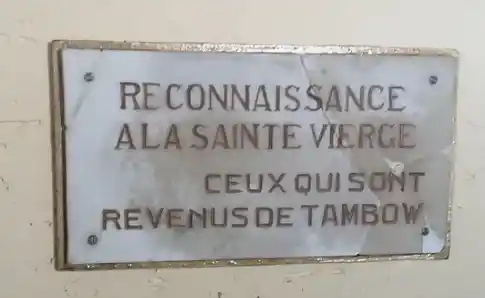 RECONNAISSANCE
A LA SAINTE VIERGE
CEUX QUI SONT
REVENUS DE TAMBOW